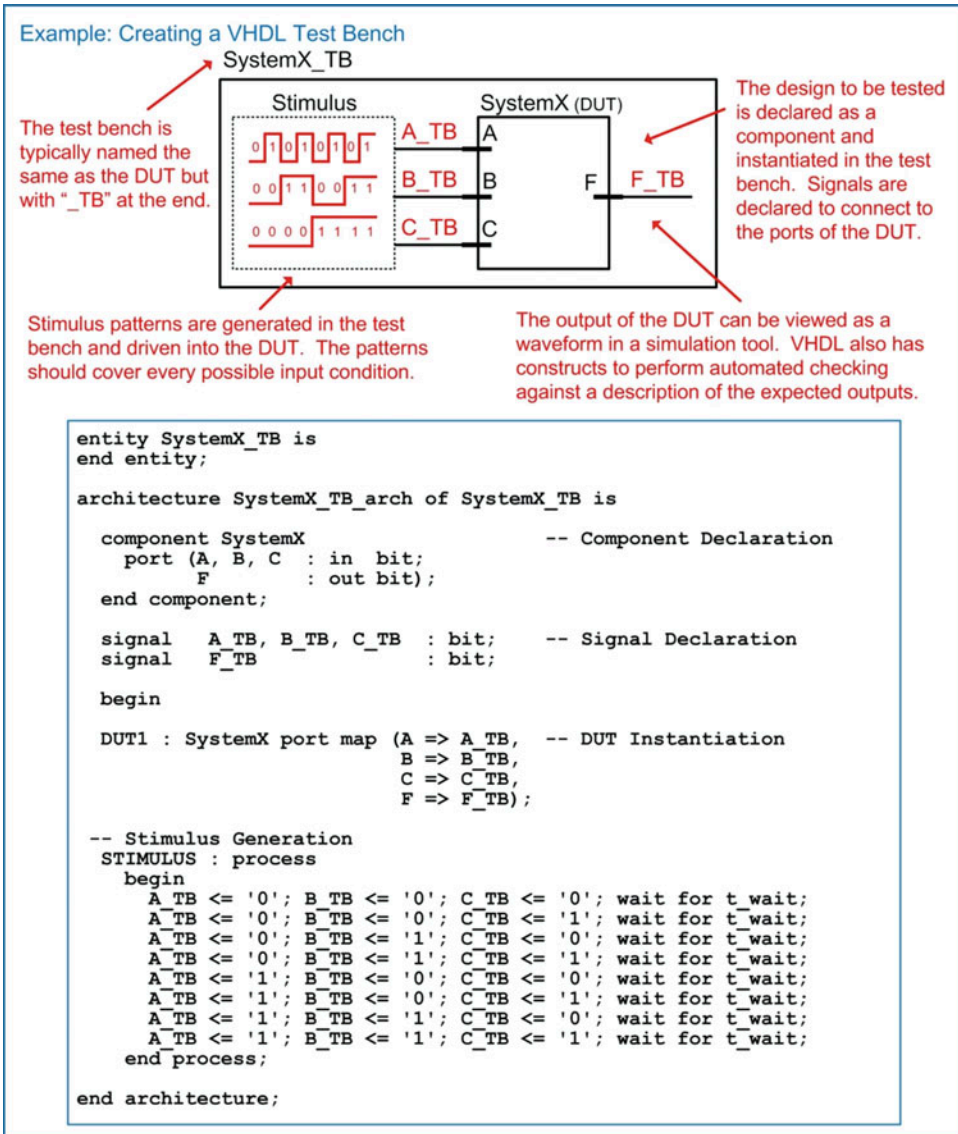 Example: Creating a VHDL Test Bench
SystemX_TB
The test bench is
typically named the
same as the DUT but
with “_TB” at the end.
Stimulus
0 1 0 1 0 1 0 1
0 0 1 1 0 0 1 1
0 0 0 0 1 1 1 1
A_TB
B_TB
C_TB
SystemX (DUT)
A
B
C
F
F_TB
The design to be tested
is declared as a
component and
instantiated in the test
bench. Signals are
declared to connect to
the ports of the DUT.
Stimulus patterns are generated in the test
bench and driven into the DUT. The patterns
should cover every possible input condition.
The output of the DUT can be viewed as a
waveform in a simulation tool. VHDL also has
constructs to perform automated checking
against a description of the expected outputs.
entity SystemX_TB is
end entity;
architecture SystemX_TB_arch of SystemX_TB is
component SystemX -- Component Declaration
port (A, B, C : in bit;
F : out bit);
end component;
signal A_TB, B_TB, C_TB : bit; -- Signal Declaration
signal F_TB : bit;
begin
DUT1 : SystemX port map (A => A_TB, -- DUT Instantiation
B => B_TB,
C => C_TB,
F => F_TB);
-- Stimulus Generation
STIMULUS : process
begin
A_TB <= '0'; B_TB <= '0'; C_TB <= '0'; wait for t_wait;
A_TB <= '0'; B_TB <= '0'; C_TB <= '1'; wait for t_wait;
A_TB <= '0'; B_TB <= '1'; C_TB <= '0'; wait for t_wait;
A_TB <= '0'; B_TB <= '1'; C_TB <= '1'; wait for t_wait;
A_TB <= '1'; B_TB <= '0'; C_TB <= '0'; wait for t_wait;
A_TB <= '1'; B_TB <= '0'; C_TB <= '1'; wait for t_wait;
A_TB <= '1'; B_TB <= '1'; C_TB <= '0'; wait for t_wait;
A_TB <= '1'; B_TB <= '1'; C_TB <= '1'; wait for t_wait;
end process;
end architecture;